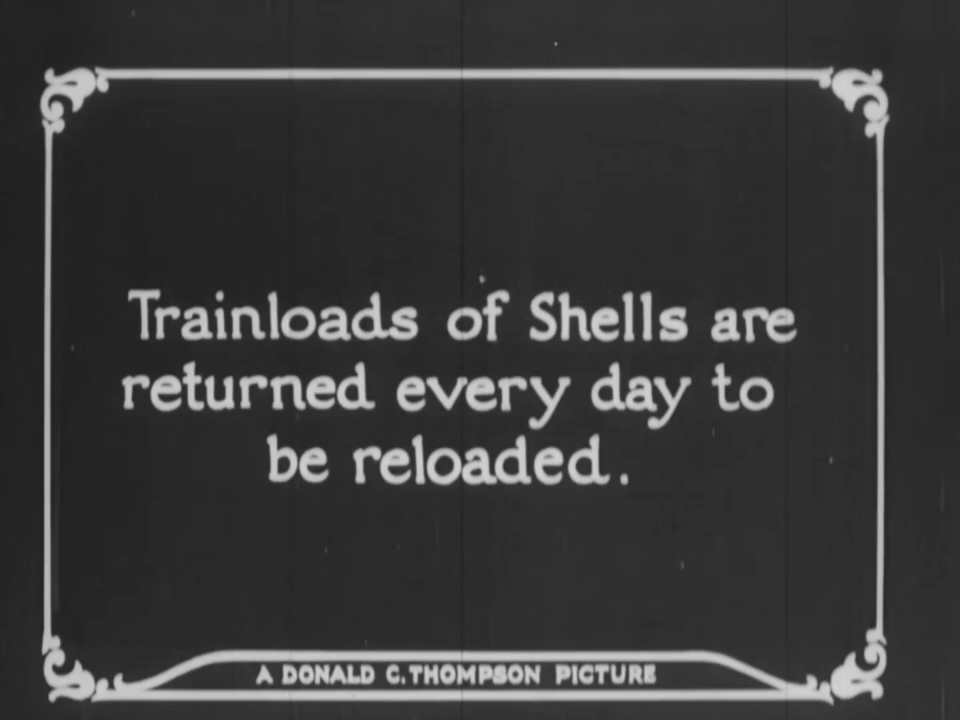 Trainloads of Shells are
returned every day to
be reloaded.
A DONALD C. THOMPSON PICTURE